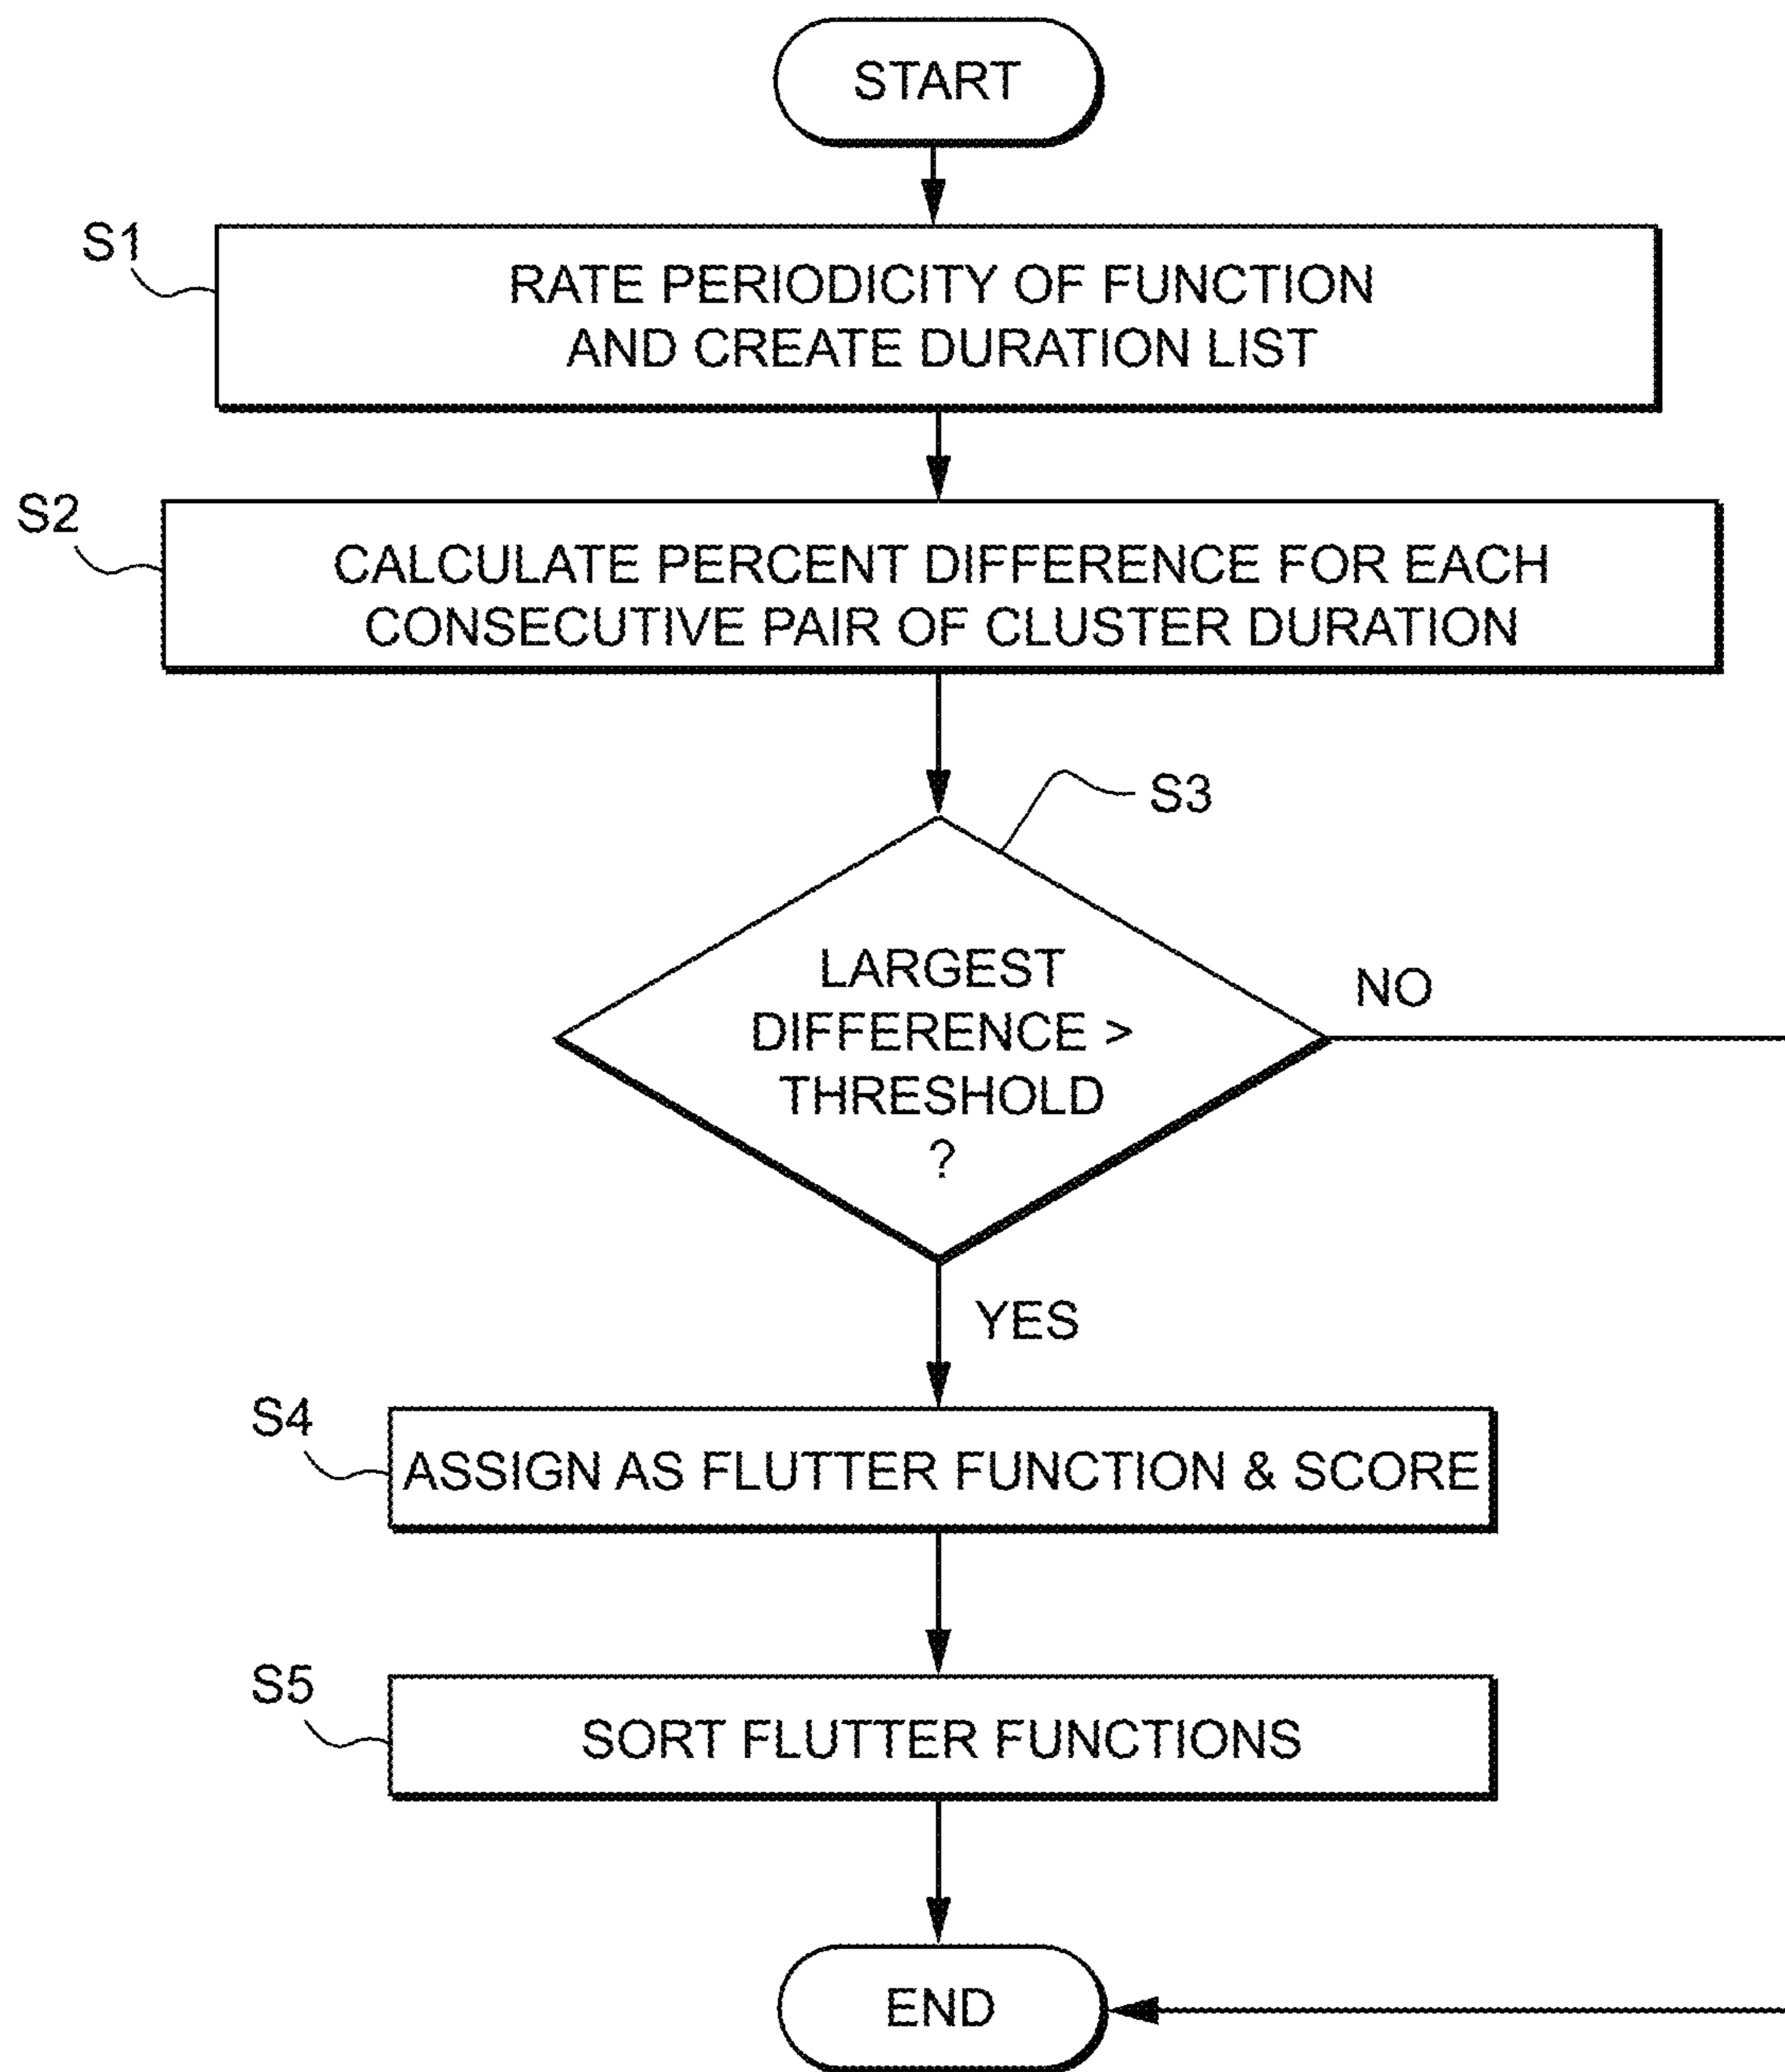 START
S1
RATE PERIODICITY OF FUNCTION
AND CREATE DURATION LIST
S2
CALCULATE PERCENT DIFFERENCE FOR EACH
CONSECUTIVE PAIR OF CLUSTER DURATION
S3
LARGEST
DIFFERENCE >
THRESHOLD
?
NO
YES
S4
ASSIGN AS FLUTTER FUNCTION & SCORE
S5
SORT FLUTTER FUNCTIONS
END